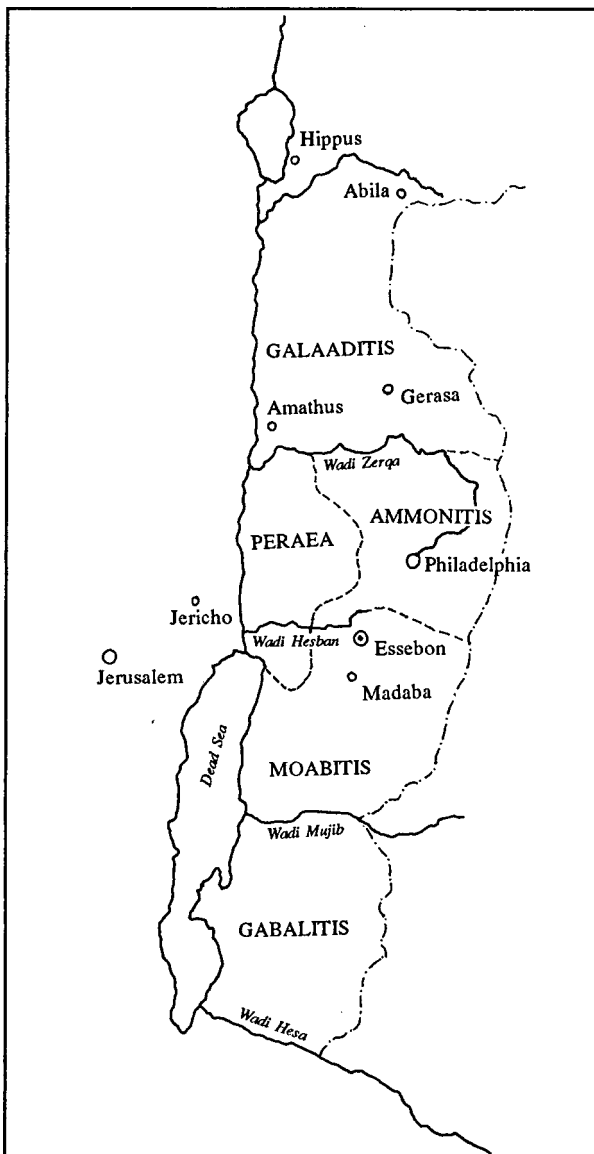 Hippus
Abila
GALAADITIS
Gerasa
Amathus
Wadi Zerqa
AMMONITIS
PERAEA
Philadelphia
Jericho
Wadi Hesban
Essebon
Jerusalem
Madaba
Dead Sea
MOABITIS
Wadi Mujib
GABALITIS
Wadi Hesa